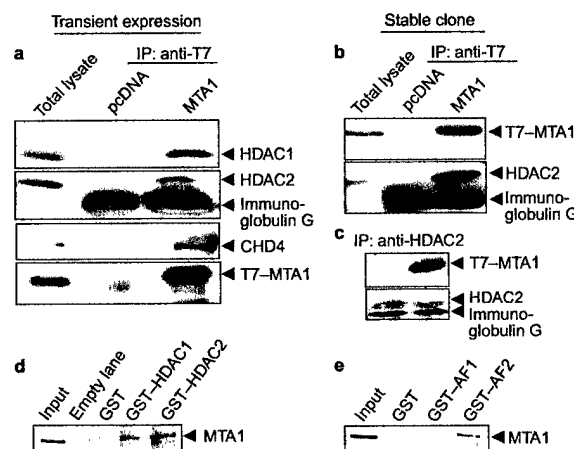 Transient expression
Stable clone
a
IP: anti-T7
Total lysate
pcDNA
MTA1
HDAC1
HDAC2
Immuno-
globulin G
CHD4
T7–MTA1
b
IP: anti-T7
Total lysate
pcDNA
MTA1
T7–MTA1
HDAC2
Immuno-
globulin G
c
IP: anti-HDAC2
T7–MTA1
HDAC2
Immuno-
globulin G
d
Input
Empty lane
GST
GST–HDAC1
GST–HDAC2
MTA1
e
Input
GST
GST–AF1
GST–AF2
MTA1